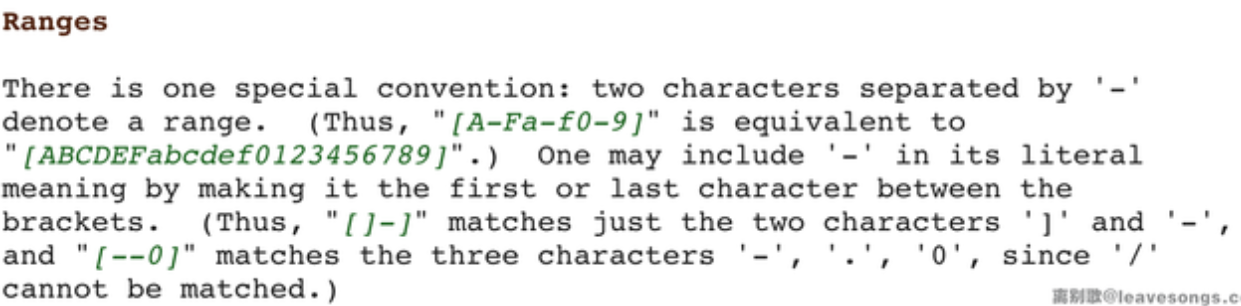 Ranges
There is one special convention: two characters separated by '-'
denote a range.  (Thus, "[A-Fa-f0-9]" is equivalent to
"[ABCDEFabcdef0123456789]".)  One may include '-' in its literal
meaning by making it the first or last character between the
brackets.  (Thus, "[]-]" matches just the two characters ']' and '-',
and "[--0]" matches the three characters '-', '.', '0', since '/'
cannot be matched.)
离别歌@leavesongs.c